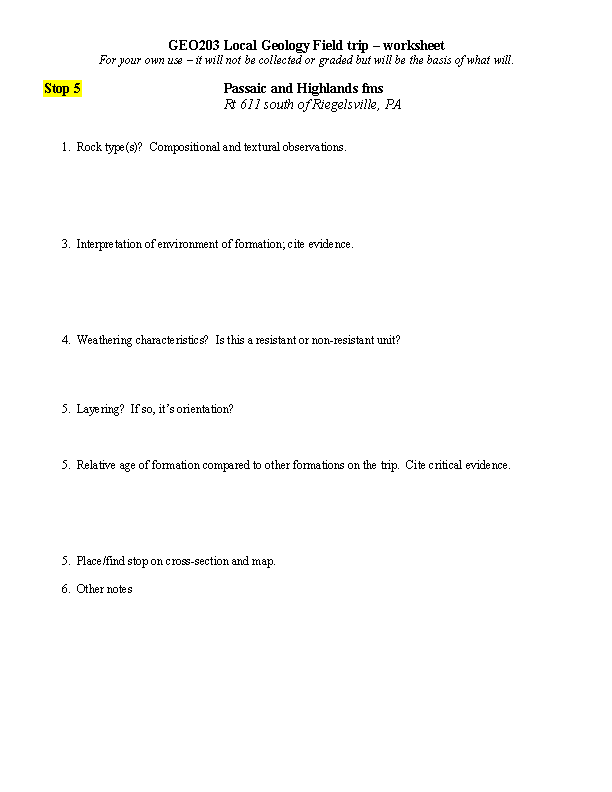 GEO203 Local Geology Field trip – worksheet
For your own use – it will not be collected or graded but will be the basis of what will.
Stop 5 Passaic and Highlands fms
Rt 611 south of Riegelsville, PA
1. Rock type(s)? Compositional and textural observations.
3. Interpretation of environment of formation; cite evidence.
4. Weathering characteristics? Is this a resistant or non-resistant unit?
5. Layering? If so, it’s orientation?
5. Relative age of formation compared to other formations on the trip. Cite critical evidence.
5. Place/find stop on cross-section and map.
6. Other notes